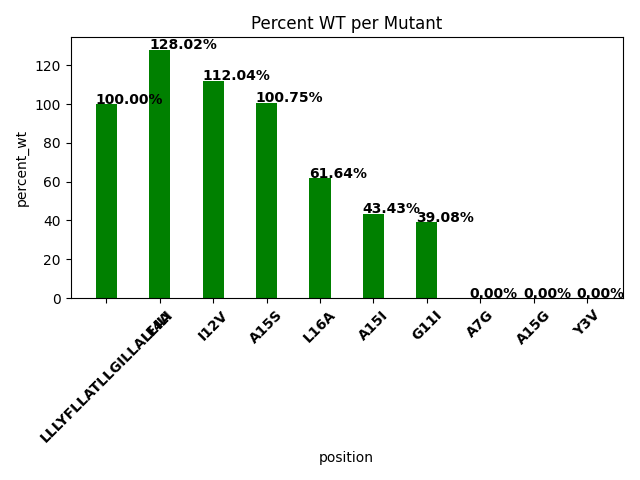 Percent WT per Mutant
percent_wt
120
100
80
60
40
20
0
100.00%
128.02%
112.04%
100.75%
61.64%
43.43%
39.08%
0.00%
0.00%
0.00%
I12V
A15S
L16A
A15I
G11I
A7G
A15G
Y3V
position